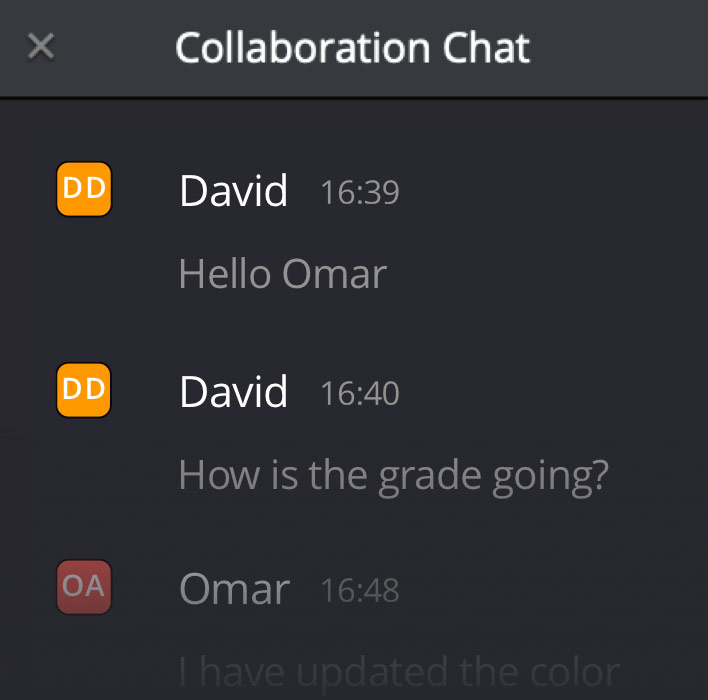 Collaboration Chat
DD David 16:39
Hello Omar
DD David 16:40
How is the grade going?
OA Omar 16:48
I have updated the color